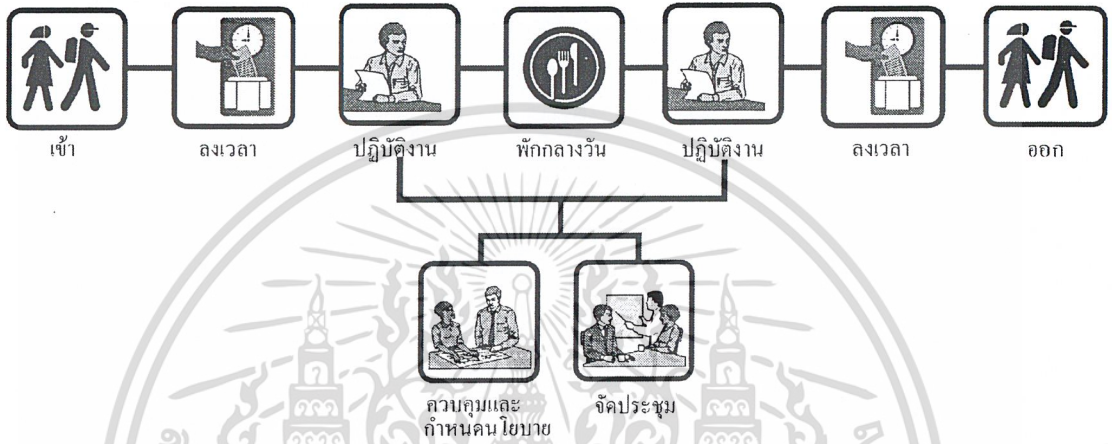 เข้า ลงเวลา ปฏิบัติงาน พักกลางวัน ปฏิบัติงาน ลงเวลา ออก
ควบคุมและ จัดประชุม
กำหนดนโยบาย